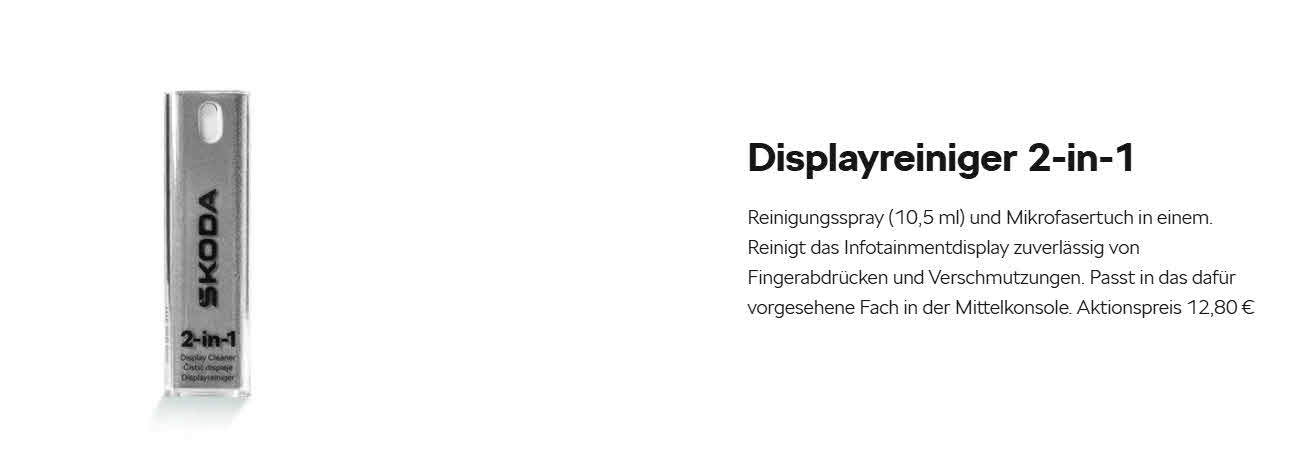 ŠKODA
2-in-1
Display Cleaner
Čistič displeje
Displayreiniger
Displayreiniger 2-in-1
Reinigungsspray (10,5 ml) und Mikrofasertuch in einem.
Reinigt das Infotainmentdisplay zuverlässig von
Fingerabdrücken und Verschmutzungen. Passt in das dafür
vorgesehene Fach in der Mittelkonsole. Aktionspreis 12,80 €